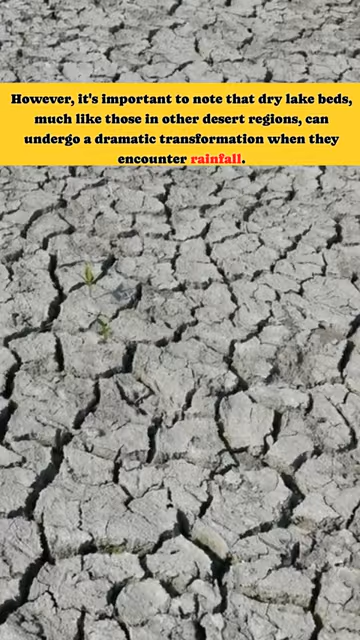 However, it's important to note that dry lake beds,
much like those in other desert regions, can
undergo a dramatic transformation when they
encounter rainfall.